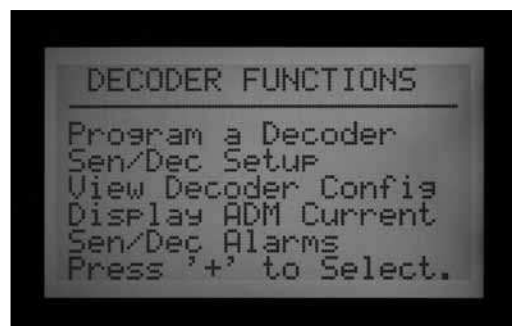 DECODER FUNCTIONS
Program a Decoder
Sen/Dec Setup
View Decoder Config
Display ADM Current
Sen/Dec Alarms
Press '+' to Select.